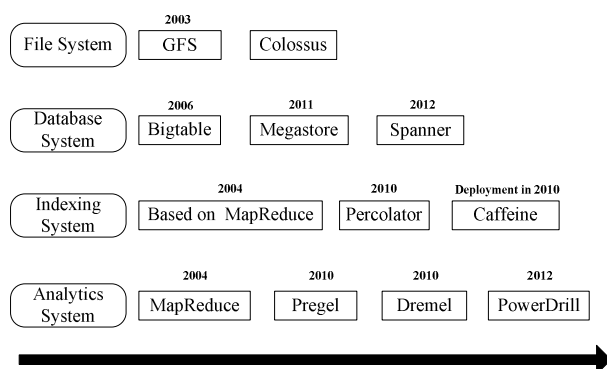 2003
File System
GFS
Colossus
2006
2011
2012
Database
System
Bigtable
Megastore
Spanner
2004
2010
Deployment in 2010
Indexing
System
Based on MapReduce
Percolator
Caffeine
2004
2010
2010
2012
Analytics
System
MapReduce
Pregel
Dremel
PowerDrill